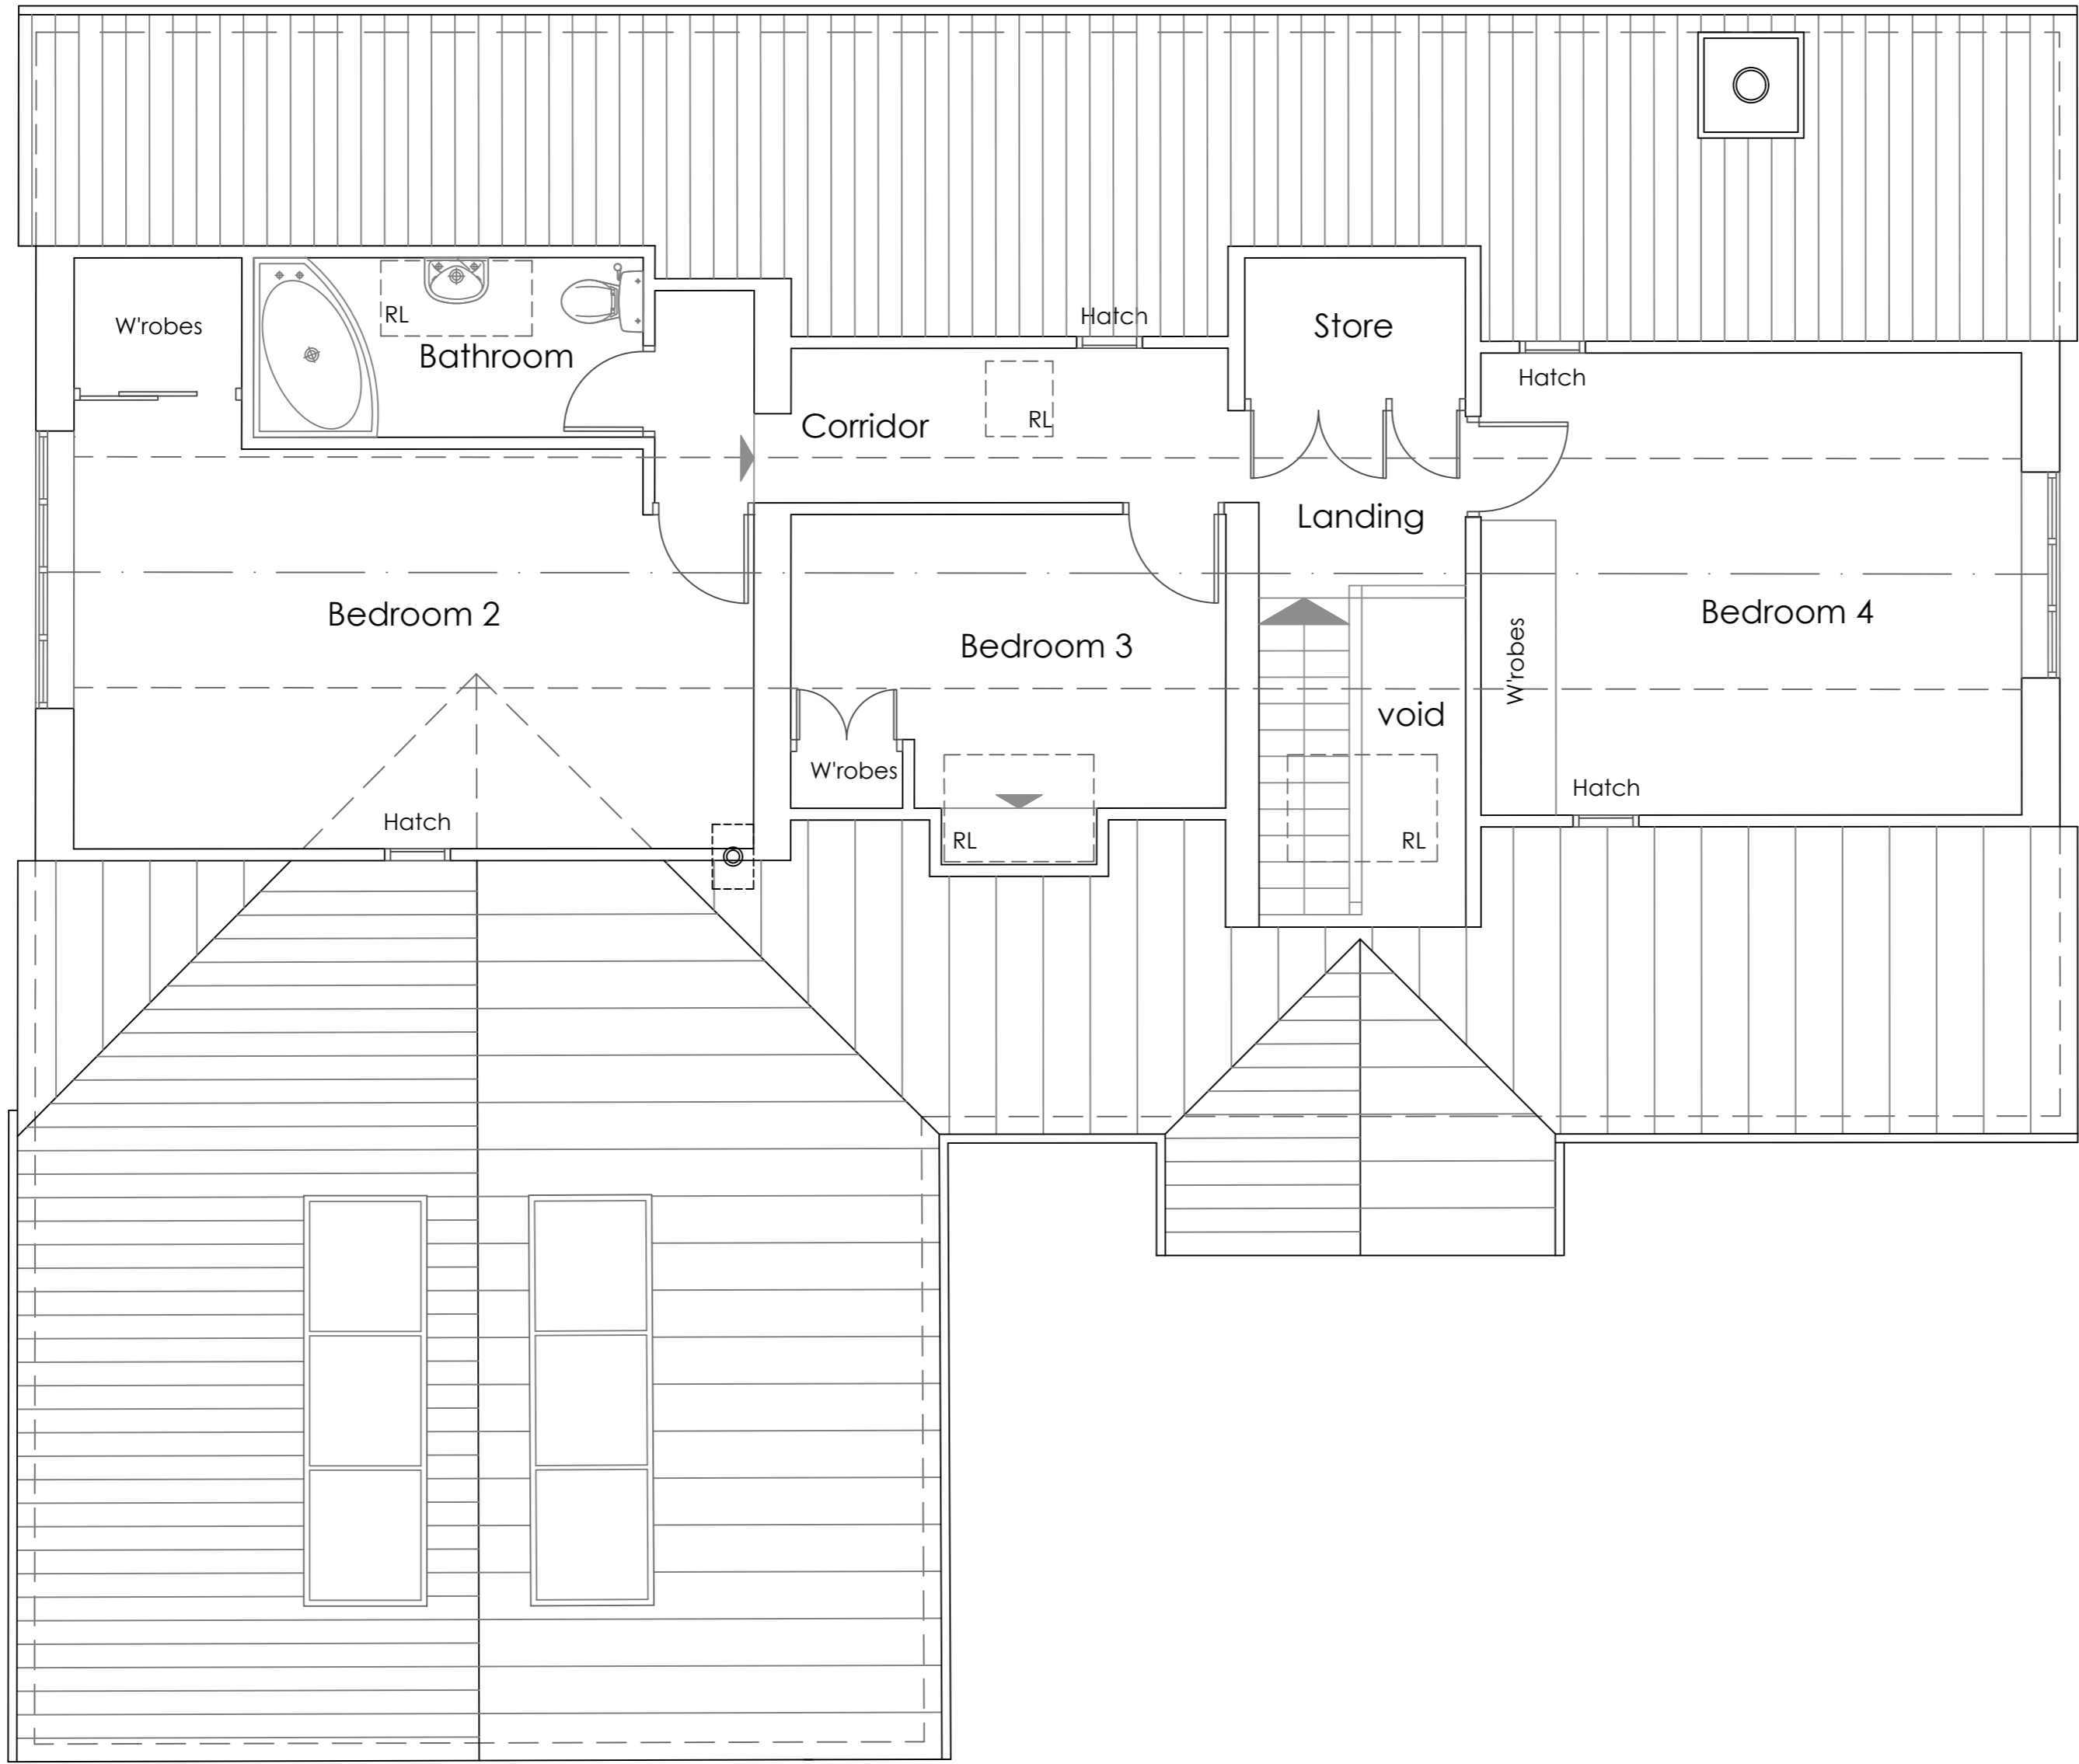 Hatch
W'robes
RL
Store
Bathroom
Hatch
Corridor
RL
Landing
Bedroom 2
Bedroom 3
Bedroom 4
W'robes
void
W'robes
Hatch
Hatch
RL
RL